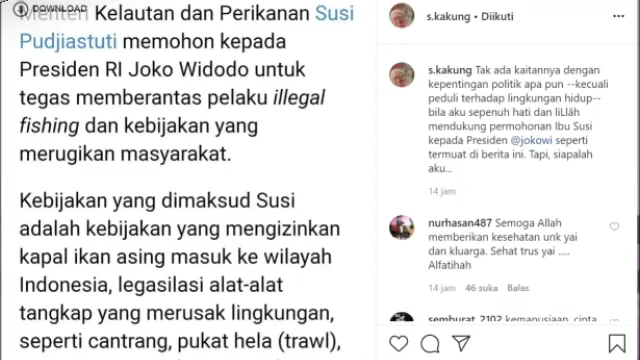 DOWNLOAD
Menteri Kelautan dan Perikanan Susi
Pudjiastuti memohon kepada
Presiden RI Joko Widodo untuk
tegas memberantas pelaku illegal
fishing dan kebijakan yang
merugikan masyarakat.
Kebijakan yang dimaksud Susi
adalah kebijakan yang mengizinkan
kapal ikan asing masuk ke wilayah
Indonesia, legasilasi alat-alat
tangkap yang merusak lingkungan,
seperti cantrang, pukat hela (trawl),
s.kakung • Diikuti
s.kakung Tak ada kaitannya dengan
kepentingan politik apa pun --kecuali
peduli terhadap lingkungan hidup--
bila aku sepenuh hati dan liLlâh
mendukung permohonan Ibu Susi
kepada Presiden @jokowi seperti
termuat di berita ini. Tapi, siapalah
aku...
14 jam
nurhasan487 Semoga Allah
memberikan kesehatan unk yai
dan kluarga. Sehat trus yai .....
Alfatihah
14 jam 46 suka Balas
semburat_2102 kemanusiaan, cinta